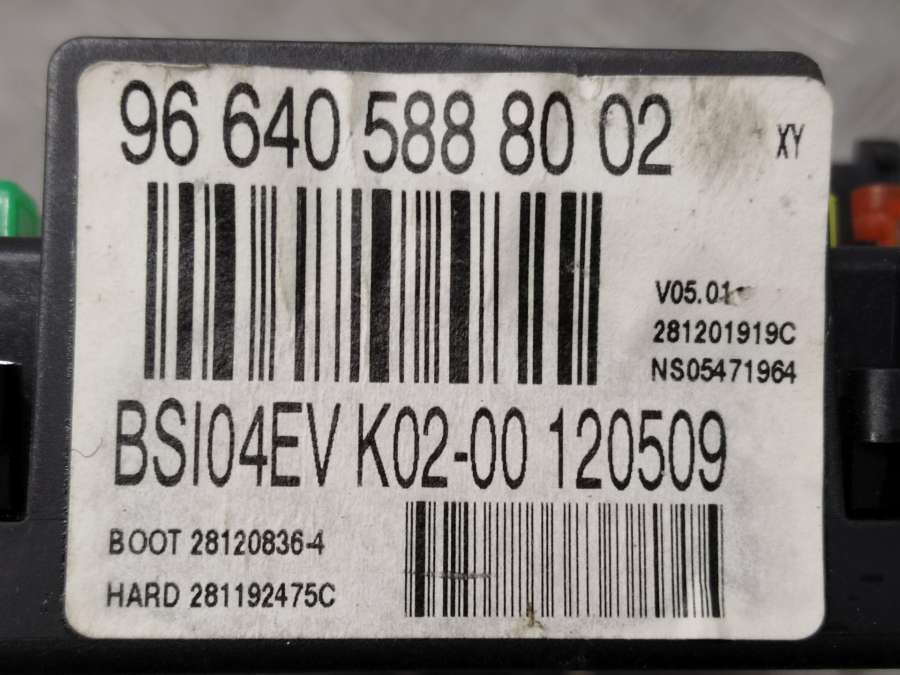 96 640 588 80 02
XY
V05.01
281201919C
NS05471964
BSI04EV K02-00 120509
BOOT 28120836-4
HARD 281192475C